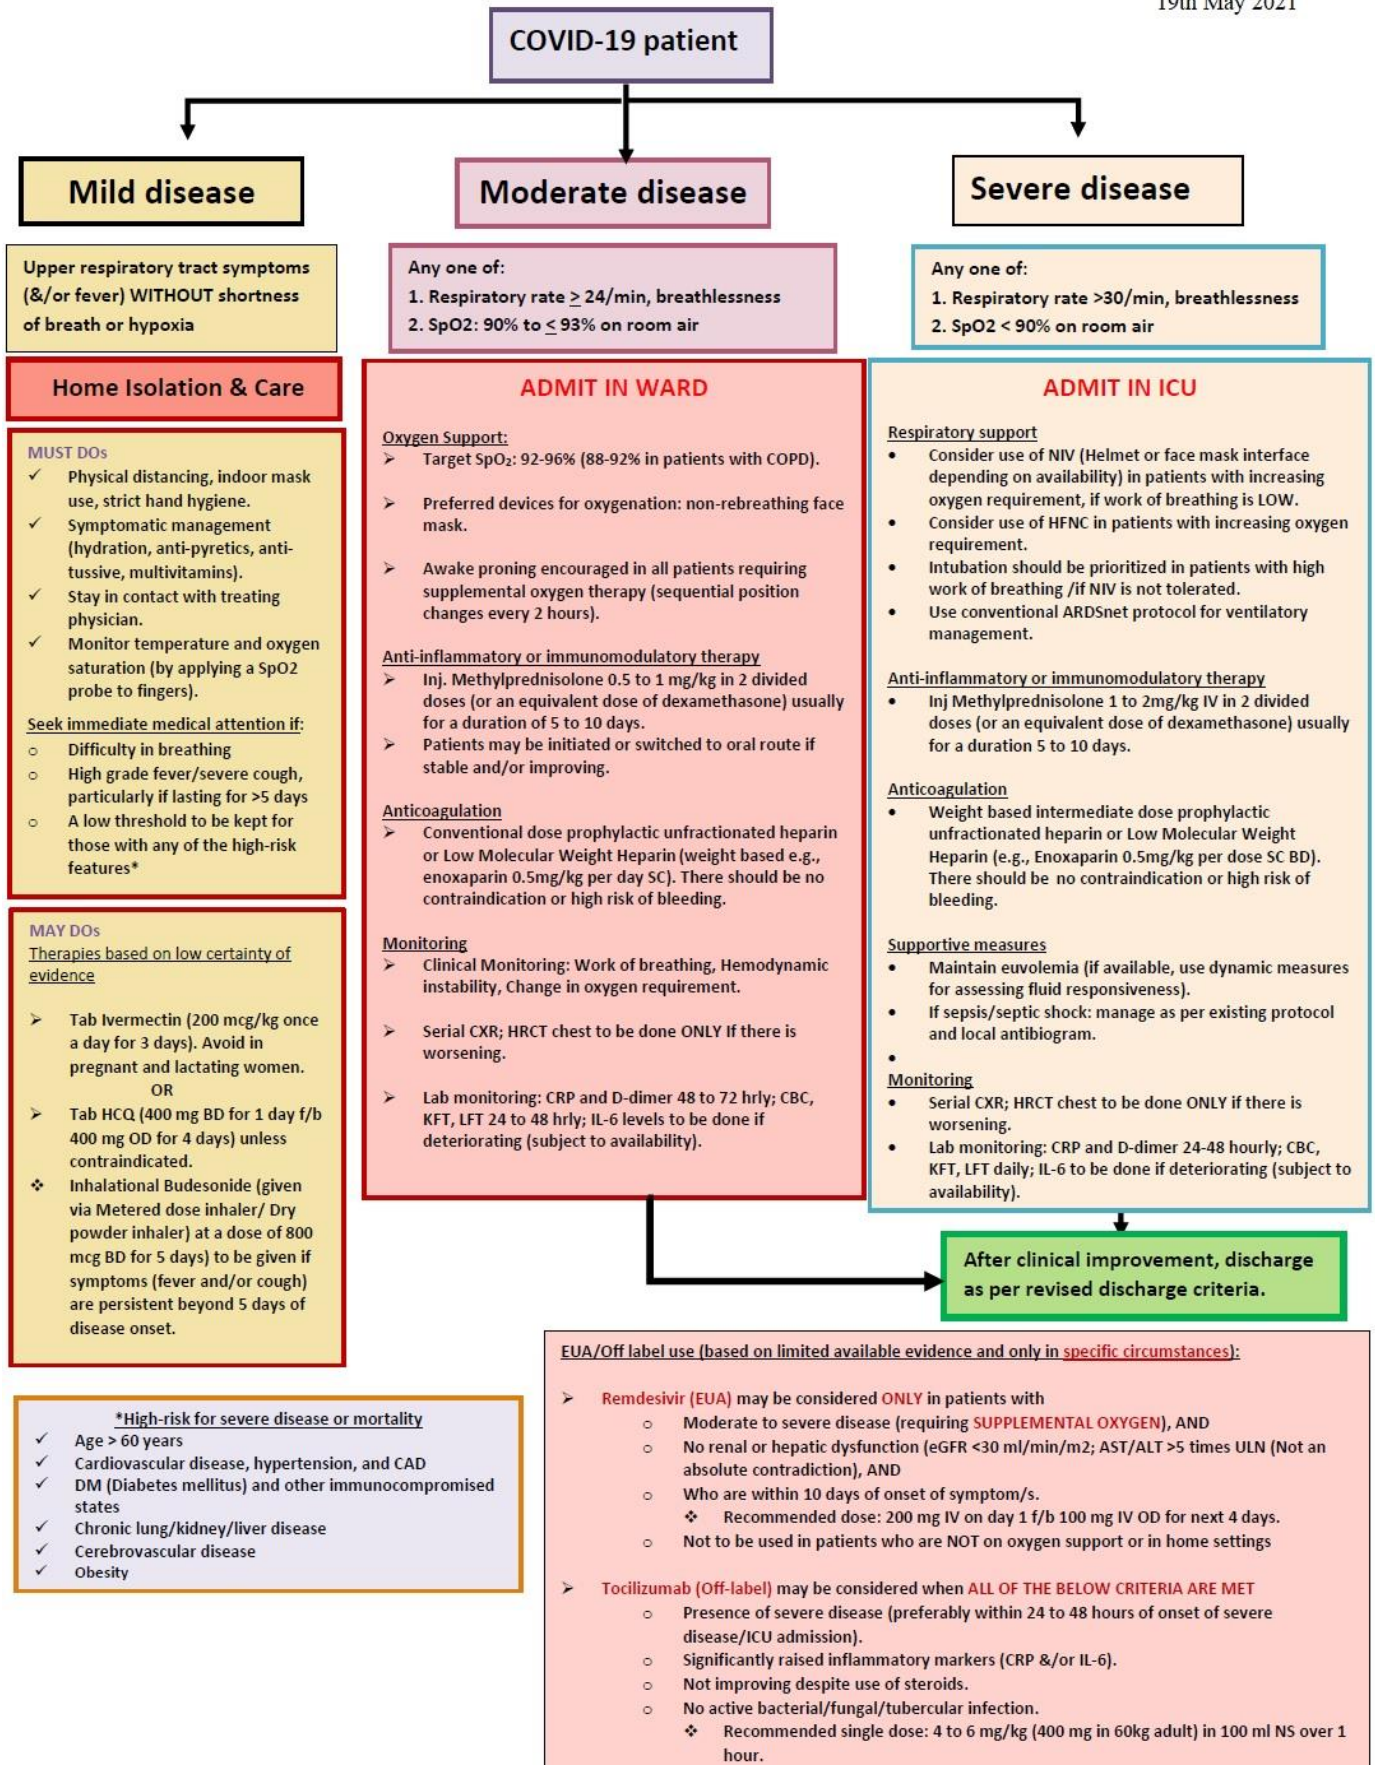 19th May 2021
COVID-19 patient
Mild disease
Upper respiratory tract symptoms
(&/or fever) WITHOUT shortness
of breath or hypoxia
Home Isolation & Care
MUST DOs
✓ Physical distancing, indoor mask
use, strict hand hygiene.
✓ Symptomatic management
(hydration, anti-pyretics, anti-
tussive, multivitamins).
✓ Stay in contact with treating
physician.
✓ Monitor temperature and oxygen
saturation (by applying a SpO2
probe to fingers).
Seek immediate medical attention if:
o Difficulty in breathing
o High grade fever/severe cough,
particularly if lasting for >5 days
o A low threshold to be kept for
those with any of the high-risk
features*
MAY DOs
Therapies based on low certainty of
evidence
➢ Tab Ivermectin (200 mcg/kg once
a day for 3 days). Avoid in
pregnant and lactating women.
OR
➢ Tab HCQ (400 mg BD for 1 day f/b
400 mg OD for 4 days) unless
contraindicated.
❖ Inhalational Budesonide (given
via Metered dose inhaler/ Dry
powder inhaler) at a dose of 800
mcg BD for 5 days) to be given if
symptoms (fever and/or cough)
are persistent beyond 5 days of
disease onset.
Moderate disease
Any one of:
1. Respiratory rate ≥ 24/min, breathlessness
2. SpO2: 90% to ≤ 93% on room air
ADMIT IN WARD
Oxygen Support:
➢ Target SpO₂: 92-96% (88-92% in patients with COPD).
➢ Preferred devices for oxygenation: non-rebreathing face
mask.
➢ Awake proning encouraged in all patients requiring
supplemental oxygen therapy (sequential position
changes every 2 hours).
Anti-inflammatory or immunomodulatory therapy
➢ Inj. Methylprednisolone 0.5 to 1 mg/kg in 2 divided
doses (or an equivalent dose of dexamethasone) usually
for a duration of 5 to 10 days.
➢ Patients may be initiated or switched to oral route if
stable and/or improving.
Anticoagulation
➢ Conventional dose prophylactic unfractionated heparin
or Low Molecular Weight Heparin (weight based e.g.,
enoxaparin 0.5mg/kg per day SC). There should be no
contraindication or high risk of bleeding.
Monitoring
➢ Clinical Monitoring: Work of breathing, Hemodynamic
instability, Change in oxygen requirement.
➢ Serial CXR; HRCT chest to be done ONLY If there is
worsening.
➢ Lab monitoring: CRP and D-dimer 48 to 72 hrly; CBC,
KFT, LFT 24 to 48 hrly; IL-6 levels to be done if
deteriorating (subject to availability).
Severe disease
Any one of:
1. Respiratory rate >30/min, breathlessness
2. SpO2 < 90% on room air
ADMIT IN ICU
Respiratory support
• Consider use of NIV (Helmet or face mask interface
depending on availability) in patients with increasing
oxygen requirement, if work of breathing is LOW.
• Consider use of HFNC in patients with increasing oxygen
requirement.
• Intubation should be prioritized in patients with high
work of breathing /if NIV is not tolerated.
• Use conventional ARDSnet protocol for ventilatory
management.
Anti-inflammatory or immunomodulatory therapy
• Inj Methylprednisolone 1 to 2mg/kg IV in 2 divided
doses (or an equivalent dose of dexamethasone) usually
for a duration 5 to 10 days.
Anticoagulation
• Weight based intermediate dose prophylactic
unfractionated heparin or Low Molecular Weight
Heparin (e.g., Enoxaparin 0.5mg/kg per dose SC BD).
There should be no contraindication or high risk of
bleeding.
Supportive measures
• Maintain euvolemia (if available, use dynamic measures
for assessing fluid responsiveness).
• If sepsis/septic shock: manage as per existing protocol
and local antibiogram.
•
Monitoring
• Serial CXR; HRCT chest to be done ONLY if there is
worsening.
• Lab monitoring: CRP and D-dimer 24-48 hourly; CBC,
KFT, LFT daily; IL-6 to be done if deteriorating (subject to
availability).
After clinical improvement, discharge
as per revised discharge criteria.
*High-risk for severe disease or mortality
✓ Age > 60 years
✓ Cardiovascular disease, hypertension, and CAD
✓ DM (Diabetes mellitus) and other immunocompromised
states
✓ Chronic lung/kidney/liver disease
✓ Cerebrovascular disease
✓ Obesity
EUA/Off label use (based on limited available evidence and only in specific circumstances):
➢ Remdesivir (EUA) may be considered ONLY in patients with
o Moderate to severe disease (requiring SUPPLEMENTAL OXYGEN), AND
o No renal or hepatic dysfunction (eGFR <30 ml/min/m2; AST/ALT >5 times ULN (Not an
absolute contradiction), AND
o Who are within 10 days of onset of symptom/s.
❖ Recommended dose: 200 mg IV on day 1 f/b 100 mg IV OD for next 4 days.
o Not to be used in patients who are NOT on oxygen support or in home settings
➢ Tocilizumab (Off-label) may be considered when ALL OF THE BELOW CRITERIA ARE MET
o Presence of severe disease (preferably within 24 to 48 hours of onset of severe
disease/ICU admission).
o Significantly raised inflammatory markers (CRP &/or IL-6).
o Not improving despite use of steroids.
o No active bacterial/fungal/tubercular infection.
❖ Recommended single dose: 4 to 6 mg/kg (400 mg in 60kg adult) in 100 ml NS over 1
hour.